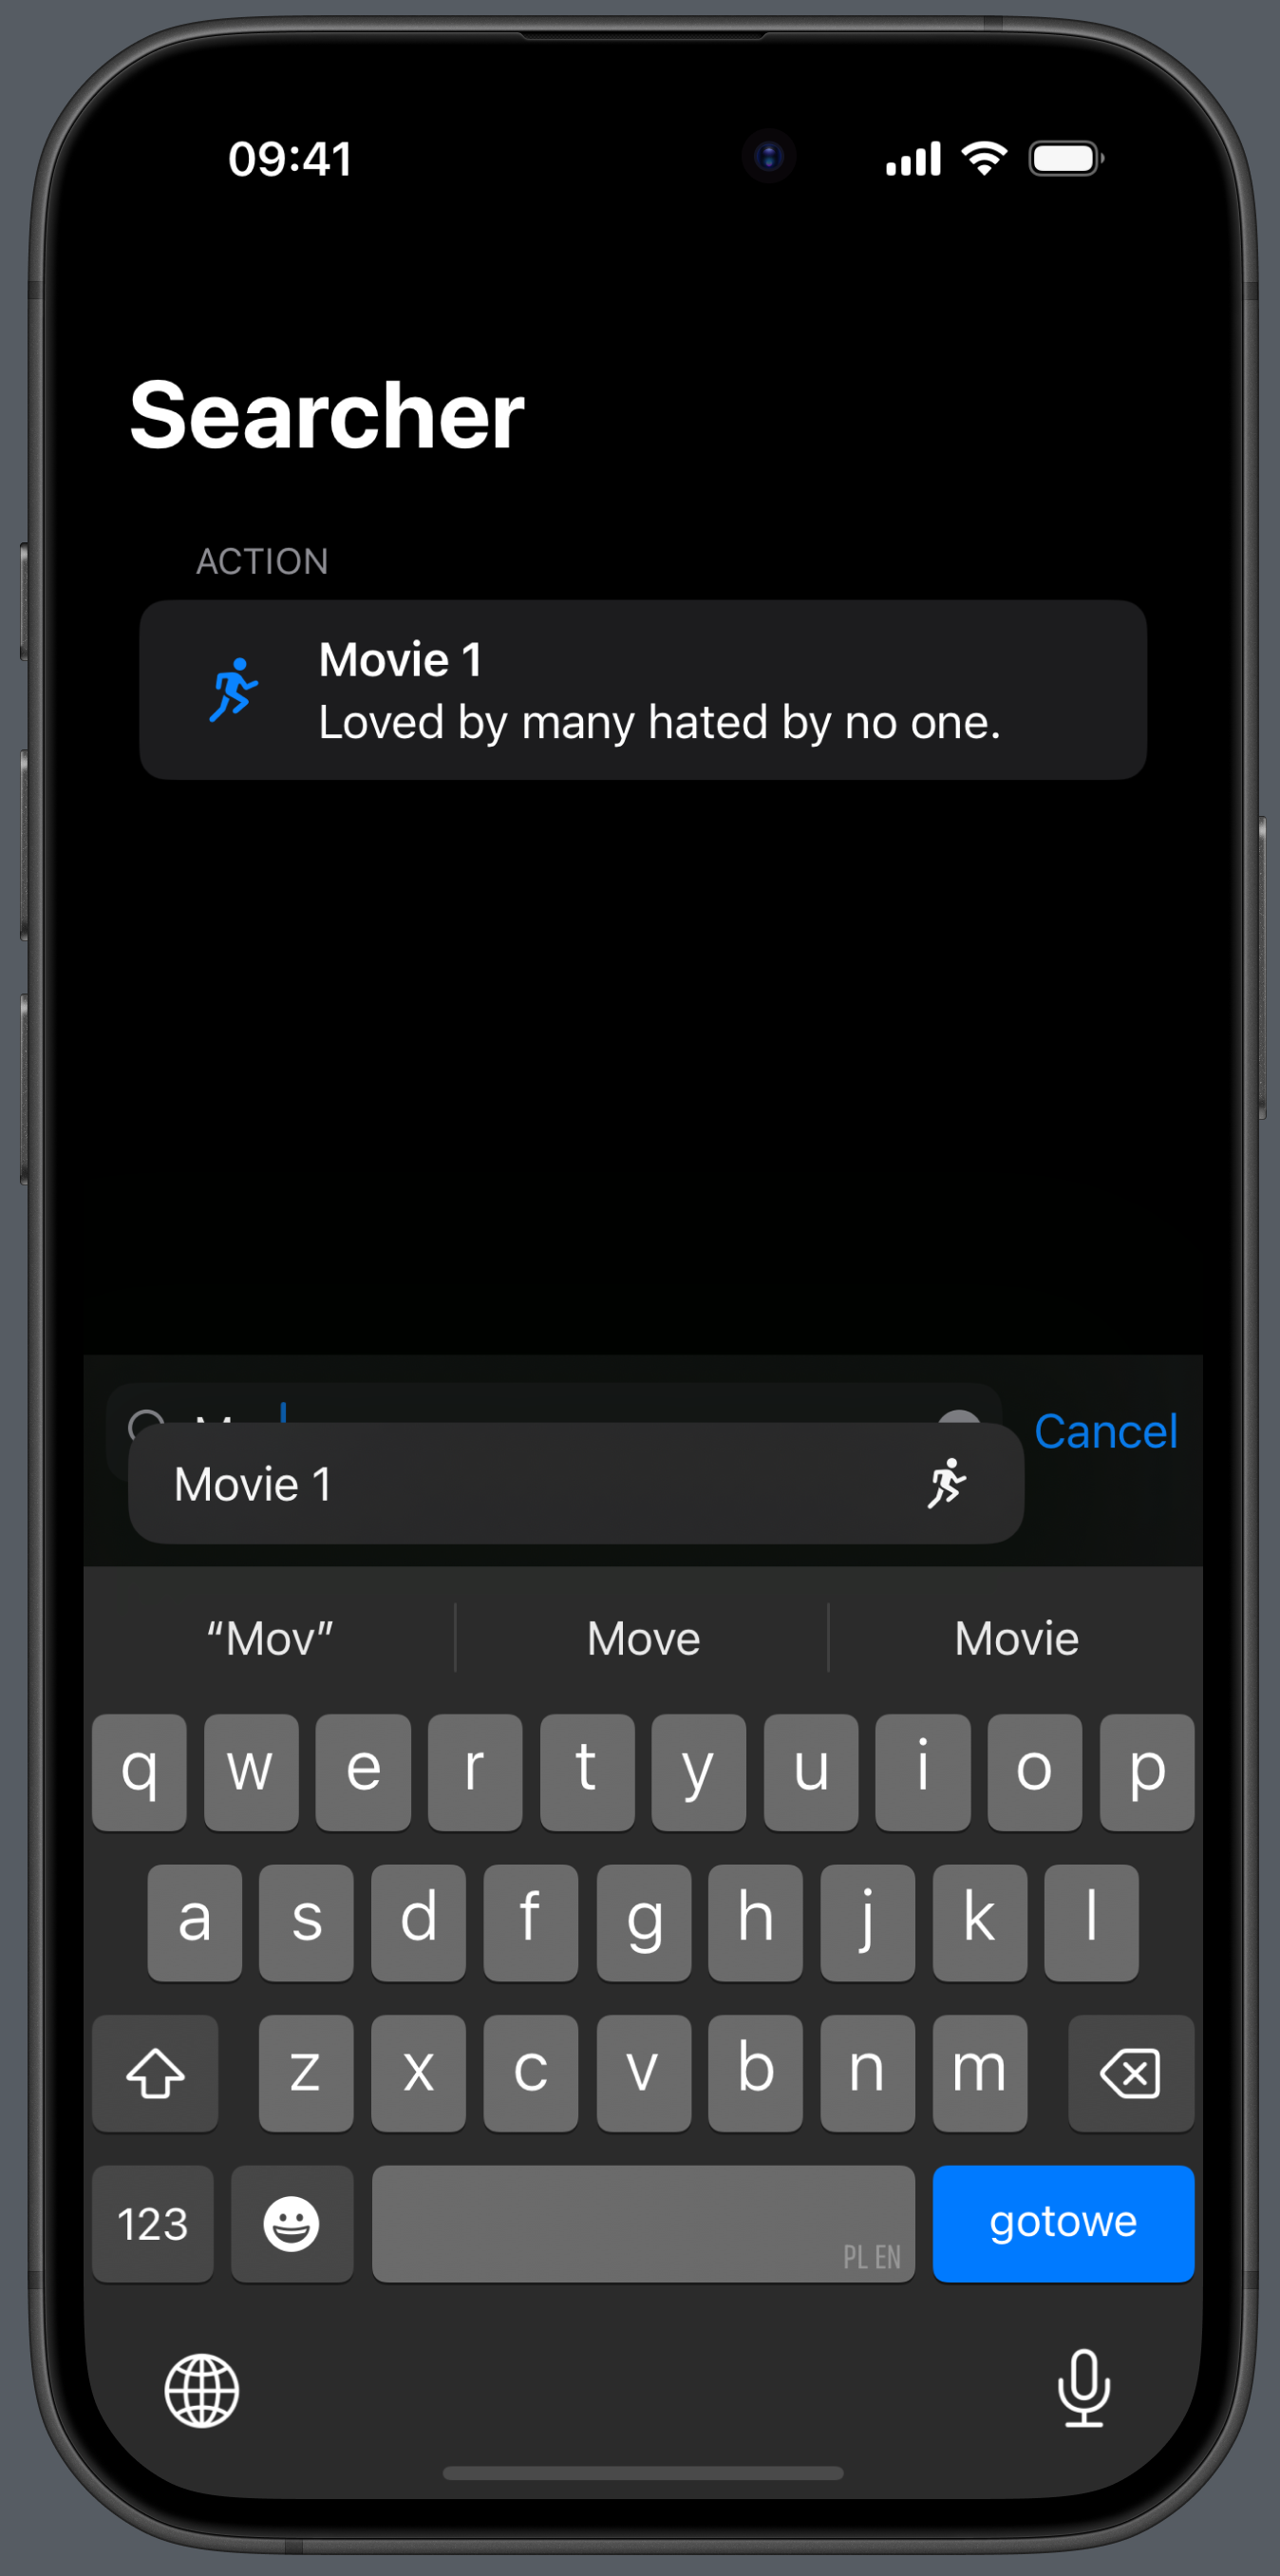 09:41
Searcher
ACTION
Movie 1
Loved by many hated by no one.
Cancel
Movie 1
“Mov” Move Movie
q w e r t y u i o p
a s d f g h j k l
z x c v b n m
123 PL EN gotowe